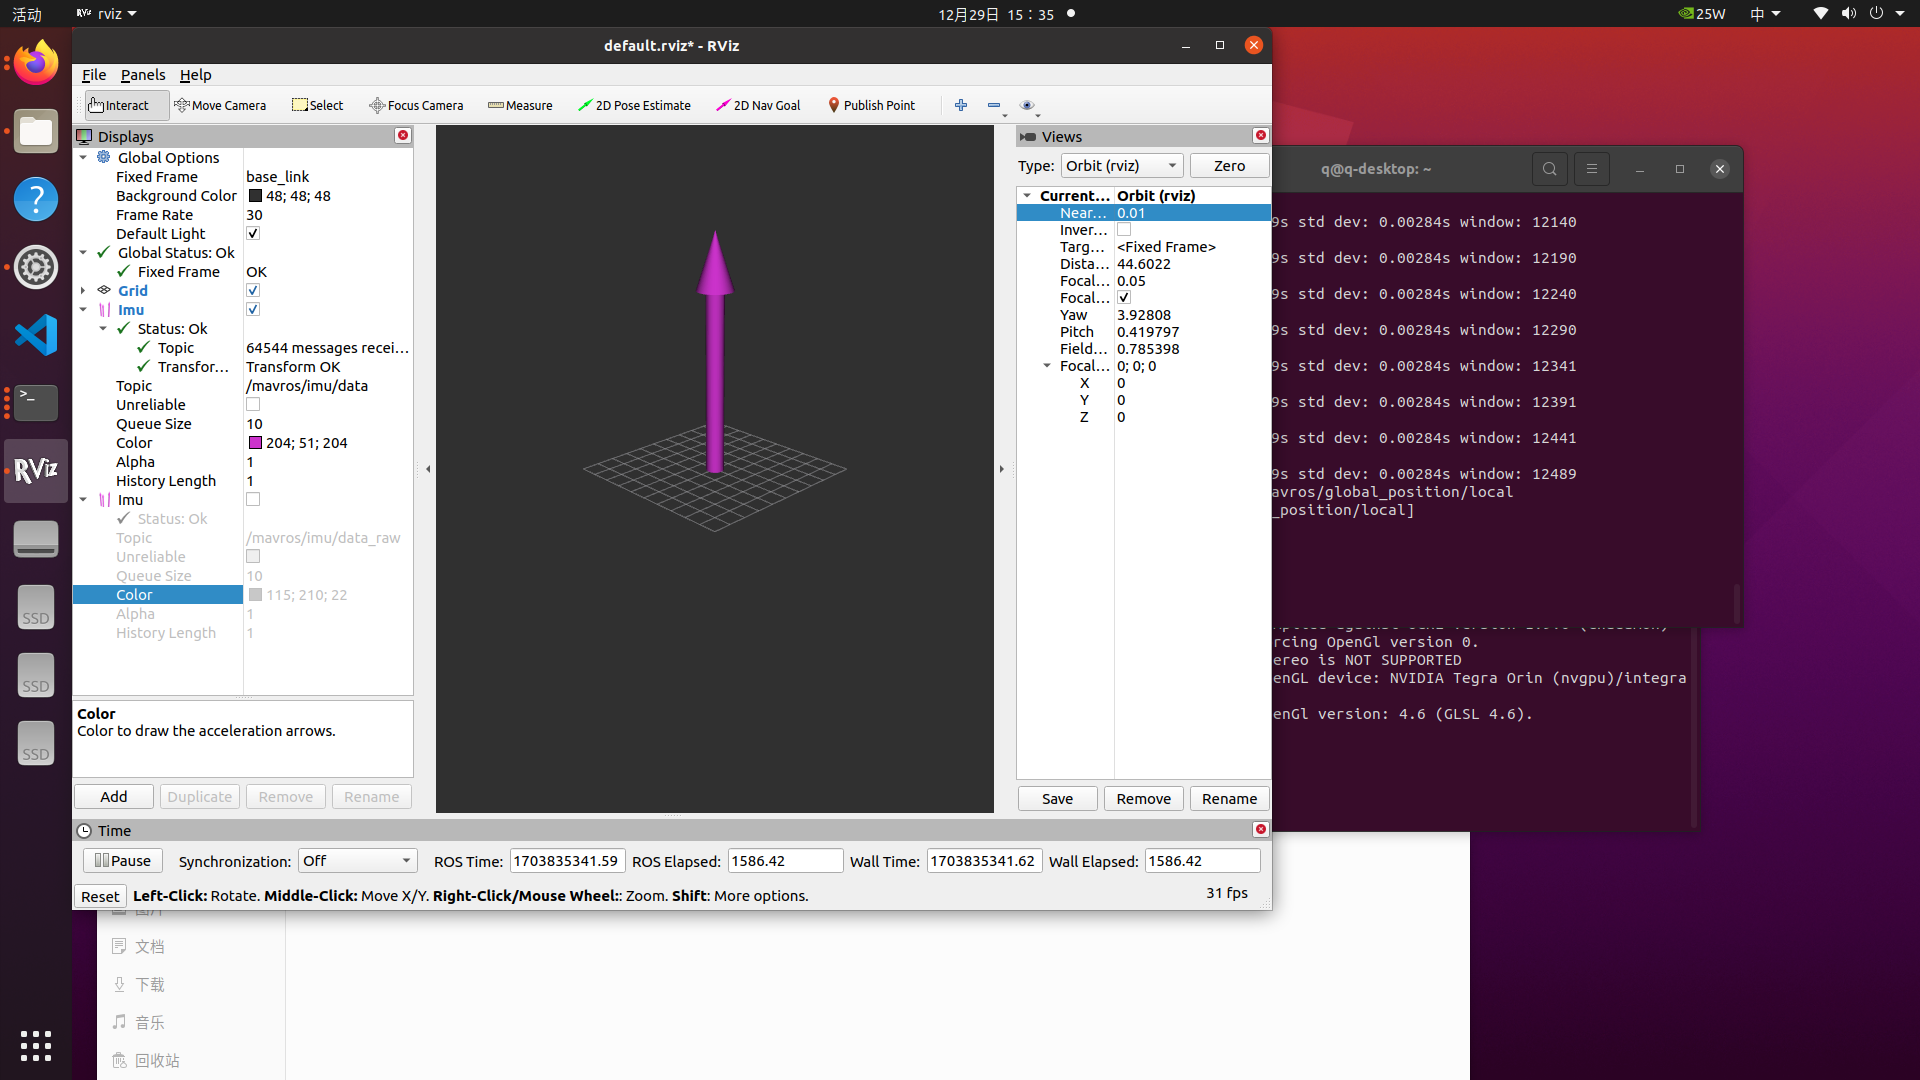 活动
rviz
12月29日 15：35
25W
中
default.rviz* - RViz
File Panels Help
Interact Move Camera Select Focus Camera Measure 2D Pose Estimate 2D Nav Goal Publish Point
Displays
Global Options
Fixed Frame base_link
Background Color 48; 48; 48
Frame Rate 30
Default Light
Global Status: Ok
Fixed Frame OK
Grid
Imu
Status: Ok
Topic 64544 messages recei...
Transfor... Transform OK
Topic /mavros/imu/data
Unreliable
Queue Size 10
Color 204; 51; 204
Alpha 1
History Length 1
Imu
Status: Ok
Topic /mavros/imu/data_raw
Unreliable
Queue Size 10
Color 115; 210; 22
Alpha 1
History Length 1
Color
Color to draw the acceleration arrows.
Add Duplicate Remove Rename
Views
Type: Orbit (rviz) Zero
Current... Orbit (rviz)
Near... 0.01
Inver...
Targ... <Fixed Frame>
Dista... 44.6022
Focal... 0.05
Focal...
Yaw 3.92808
Pitch 0.419797
Field... 0.785398
Focal... 0; 0; 0
X 0
Y 0
Z 0
Save Remove Rename
Time
Pause Synchronization: Off ROS Time: 1703835341.59 ROS Elapsed: 1586.42 Wall Time: 1703835341.62 Wall Elapsed: 1586.42
Reset Left-Click: Rotate. Middle-Click: Move X/Y. Right-Click/Mouse Wheel:: Zoom. Shift: More options. 31 fps
q@q-desktop: ~
9s std dev: 0.00284s window: 12140
9s std dev: 0.00284s window: 12190
9s std dev: 0.00284s window: 12240
9s std dev: 0.00284s window: 12290
9s std dev: 0.00284s window: 12341
9s std dev: 0.00284s window: 12391
9s std dev: 0.00284s window: 12441
9s std dev: 0.00284s window: 12489
avros/global_position/local
_position/local]
rcing OpenGl version 0.
ereo is NOT SUPPORTED
enGL device: NVIDIA Tegra Orin (nvgpu)/integra
enGl version: 4.6 (GLSL 4.6).
RViz
SSD
SSD
SSD
文档
下载
音乐
回收站